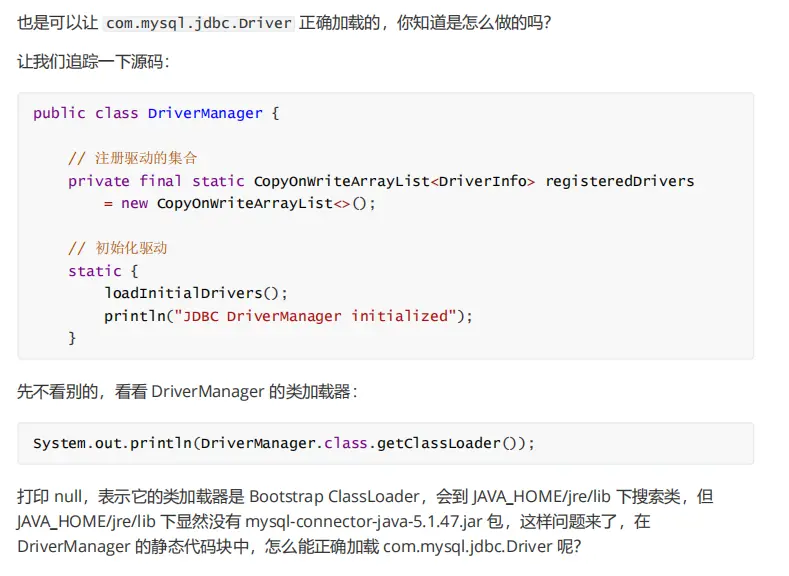 也是可以让 com.mysql.jdbc.Driver 正确加载的，你知道是怎么做的吗？
让我们追踪一下源码：
public class DriverManager {
// 注册驱动的集合
private final static CopyOnWriteArrayList<DriverInfo> registeredDrivers
= new CopyOnWriteArrayList<>();
// 初始化驱动
static {
loadInitialDrivers();
println("JDBC DriverManager initialized");
}
先不看别的，看看 DriverManager 的类加载器：
System.out.println(DriverManager.class.getClassLoader());
打印 null，表示它的类加载器是 Bootstrap ClassLoader，会到 JAVA_HOME/jre/lib 下搜索类，但
JAVA_HOME/jre/lib 下显然没有 mysql-connector-java-5.1.47.jar 包，这样问题来了，在
DriverManager 的静态代码块中，怎么能正确加载 com.mysql.jdbc.Driver 呢？